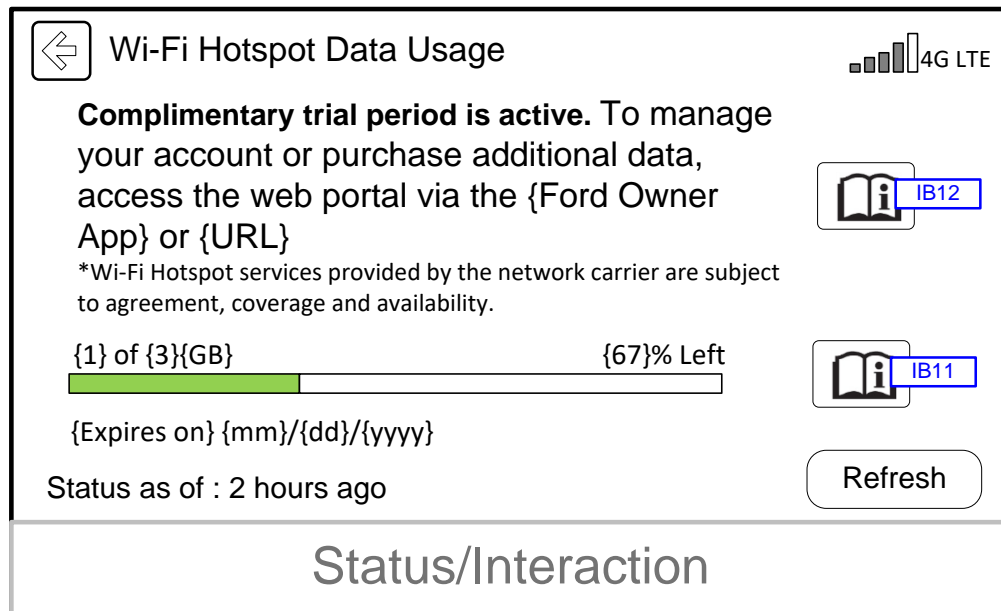 Wi-Fi Hotspot Data Usage
4G LTE
Complimentary trial period is active. To manage
your account or purchase additional data,
access the web portal via the {Ford Owner
App} or {URL}
i IB12
*Wi-Fi Hotspot services provided by the network carrier are subject
to agreement, coverage and availability.
{1} of {3}{GB}
{67}% Left
i IB11
{Expires on} {mm}/{dd}/{yyyy}
Status as of : 2 hours ago
Refresh
Status/Interaction